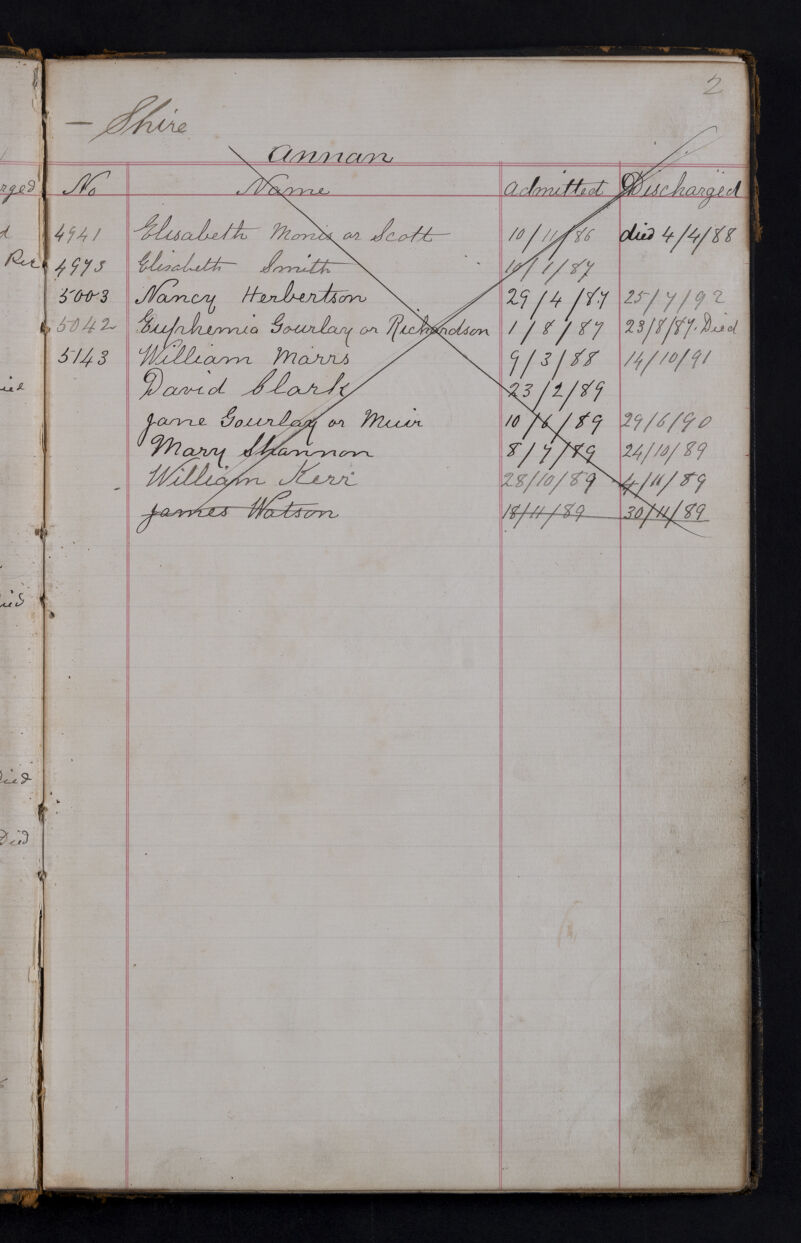 2
— Shire
Annan
No Name Admitted Discharged
4941 Elisabeth Morris or Scott 10/11/86 died 4/4/88
4973 Elisabeth Smith 10/1/87
5003 Nancy Herbertson 29/4/87 25/7/92
5042 Euphemia Gourlay or Richardson 1/8/87 23/8/87. Died
5143 William Marrs 9/3/88 14/10/91
David Clark 23/2/89
Jane Gourlay or Muir 10/6/89 29/6/90
Mary Shannon 8/7/89 24/10/89
William Kerr 28/10/89 4/11/89
James Watson 18/11/89 30/11/89